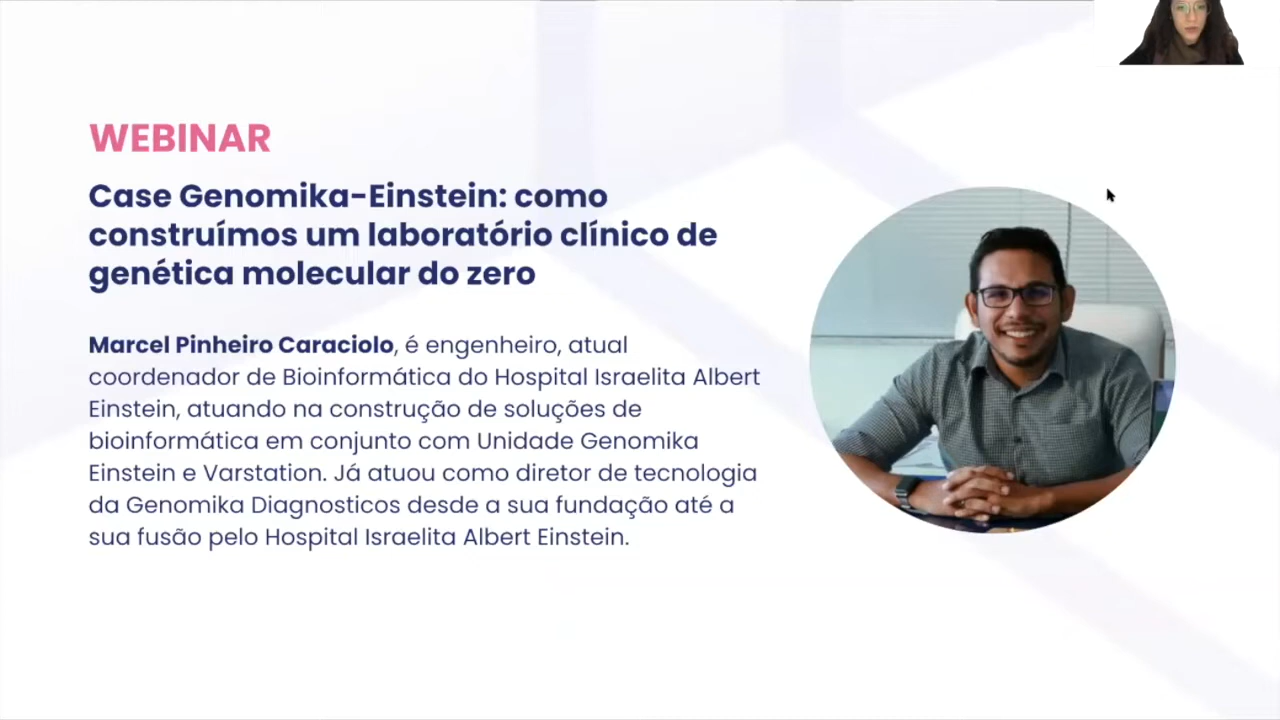 WEBINAR
Case Genomika-Einstein: como
construímos um laboratório clínico de
genética molecular do zero
Marcel Pinheiro Caraciolo, é engenheiro, atual
coordenador de Bioinformática do Hospital Israelita Albert
Einstein, atuando na construção de soluções de
bioinformática em conjunto com Unidade Genomika
Einstein e Varstation. Já atuou como diretor de tecnologia
da Genomika Diagnosticos desde a sua fundação até a
sua fusão pelo Hospital Israelita Albert Einstein.